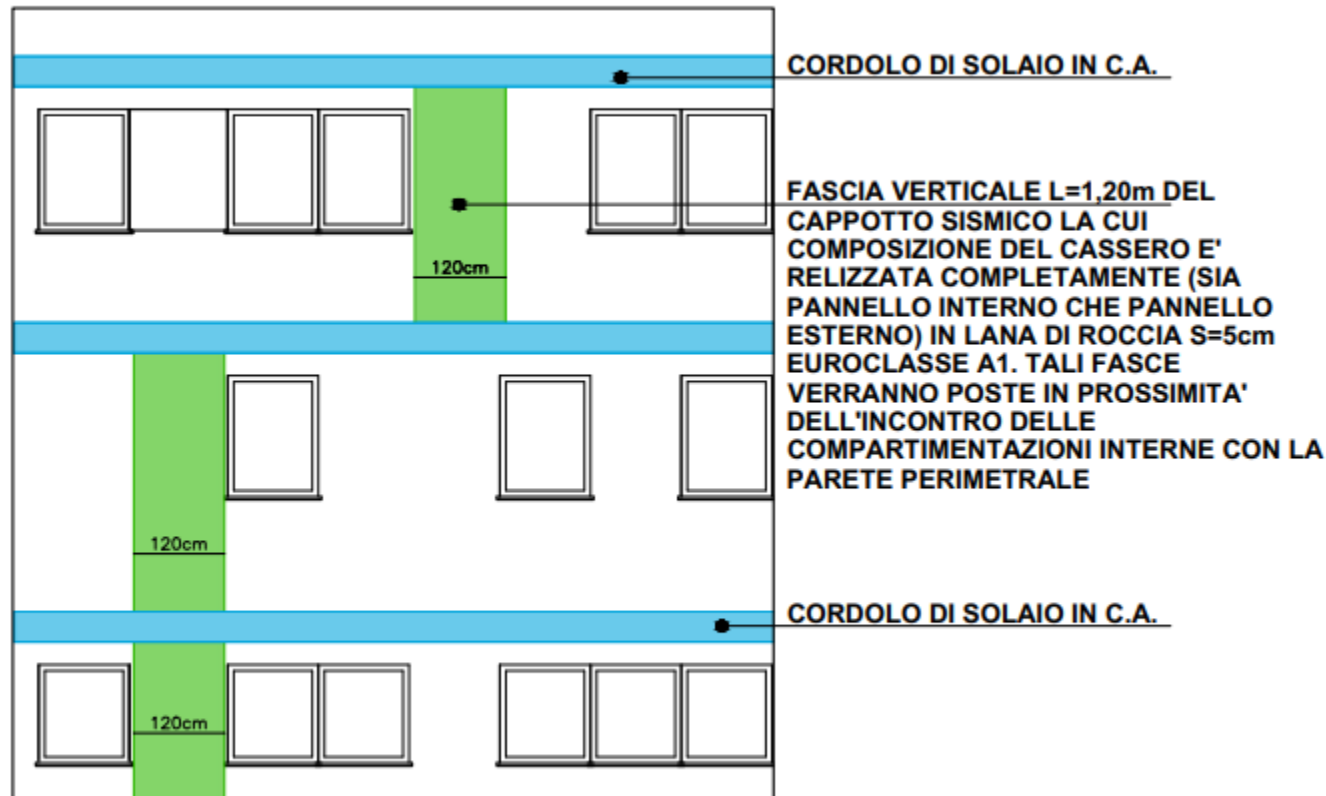 CORDOLO DI SOLAIO IN C.A.
FASCIA VERTICALE L=1,20m DEL
CAPPOTTO SISMICO LA CUI
COMPOSIZIONE DEL CASSERO E'
RELIZZATA COMPLETAMENTE (SIA
PANNELLO INTERNO CHE PANNELLO
ESTERNO) IN LANA DI ROCCIA S=5cm
EUROCLASSE A1. TALI FASCE
VERRANNO POSTE IN PROSSIMITA'
DELL'INCONTRO DELLE
COMPARTIMENTAZIONI INTERNE CON LA
PARETE PERIMETRALE
120cm
120cm
CORDOLO DI SOLAIO IN C.A.
120cm